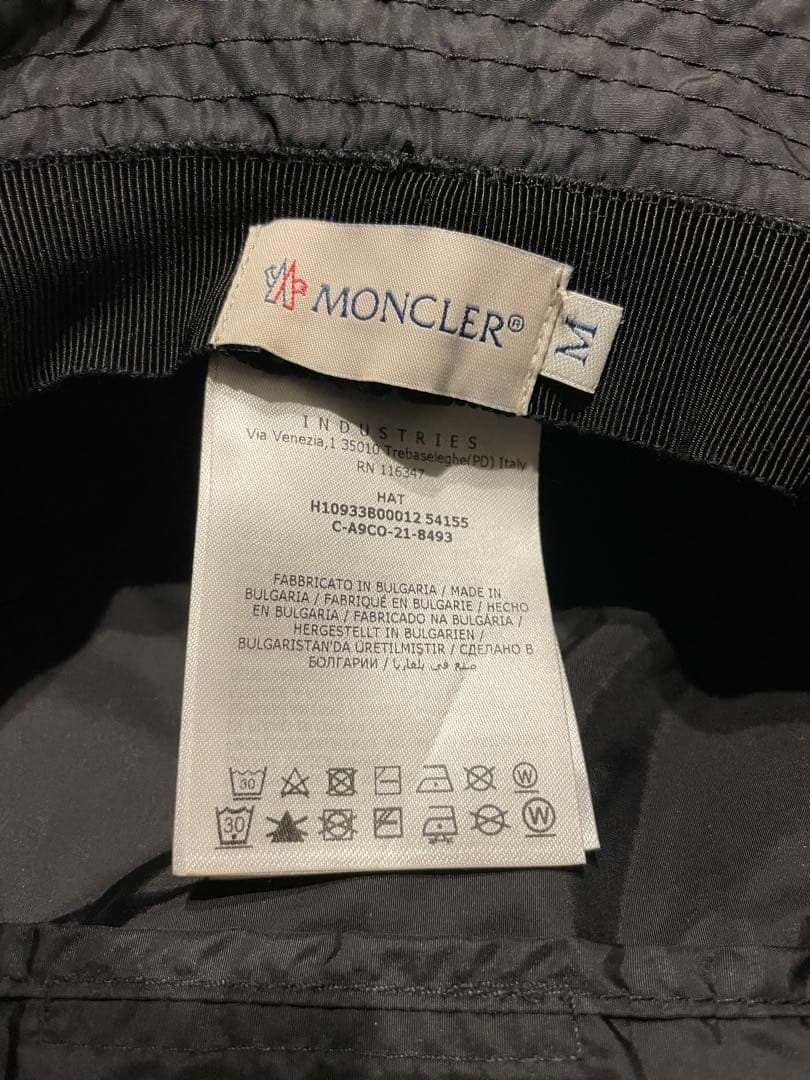 MONCLER®
M
INDUSTRIES
Via Venezia,1 35010 Trebaseleghe(PD) Italy
RN 116347
HAT
H10933B00012 54155
C-A9CO-21-8493
FABBRICATO IN BULGARIA / MADE IN
BULGARIA / FABRIQUÉ EN BULGARIE / HECHO
EN BULGARIA / FABRICADO NA BULGÁRIA /
HERGESTELLT IN BULGARIEN /
BULGARISTAN'DA ÜRETILMIŞTIR / СДЕЛАНО В
БОЛГАРИИ / صنع في بلغاريا
30 W
30 W